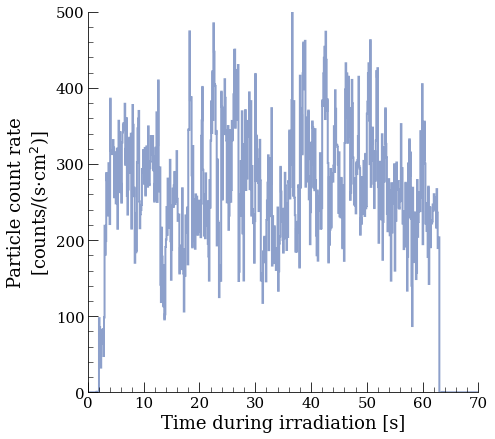 500
400
300
200
100
0
Particle count rate
[counts/(s·cm²)]
0 10 20 30 40 50 60 70
Time during irradiation [s]